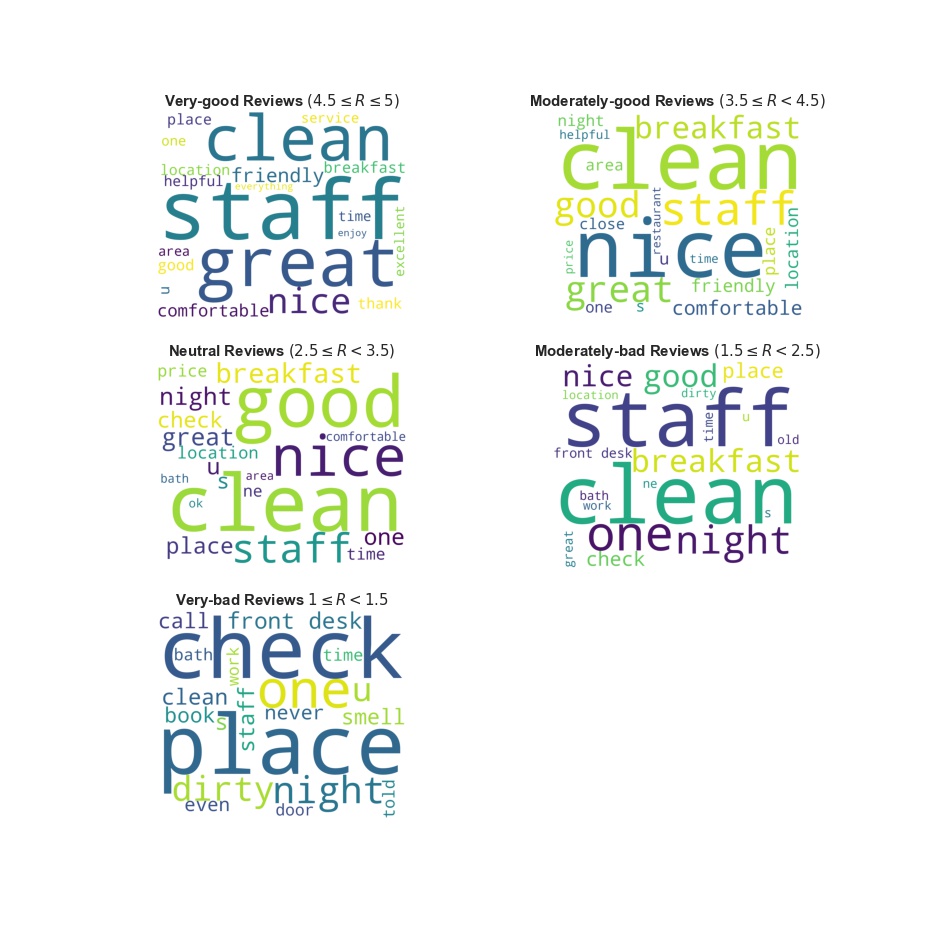 Very-good Reviews (4.5 ≤ R ≤ 5)
place
service
clean
one
location
friendly
breakfast
helpful
everything
staff
time
enjoy
excellent
area
good
great
u
comfortable
nice
thank
Moderately-good Reviews (3.5 ≤ R < 4.5)
night
breakfast
helpful
clean
area
good
staff
close
restaurant
nice
u
time
price
place
location
great
friendly
one
s
comfortable
Neutral Reviews (2.5 ≤ R < 3.5)
price
breakfast
night
good
check
great
comfortable
location
nice
u
s
area
bath
ne
ok
clean
place
staff
one
time
Moderately-bad Reviews (1.5 ≤ R < 2.5)
nice
good
place
location
dirty
staff
time
u
old
front desk
breakfast
clean
ne
bath
work
s
one
night
great
check
Very-bad Reviews 1 ≤ R < 1.5
call
front desk
check
bath
work
time
one
u
clean
staff
book
s
never
smell
place
dirty
night
told
even
door